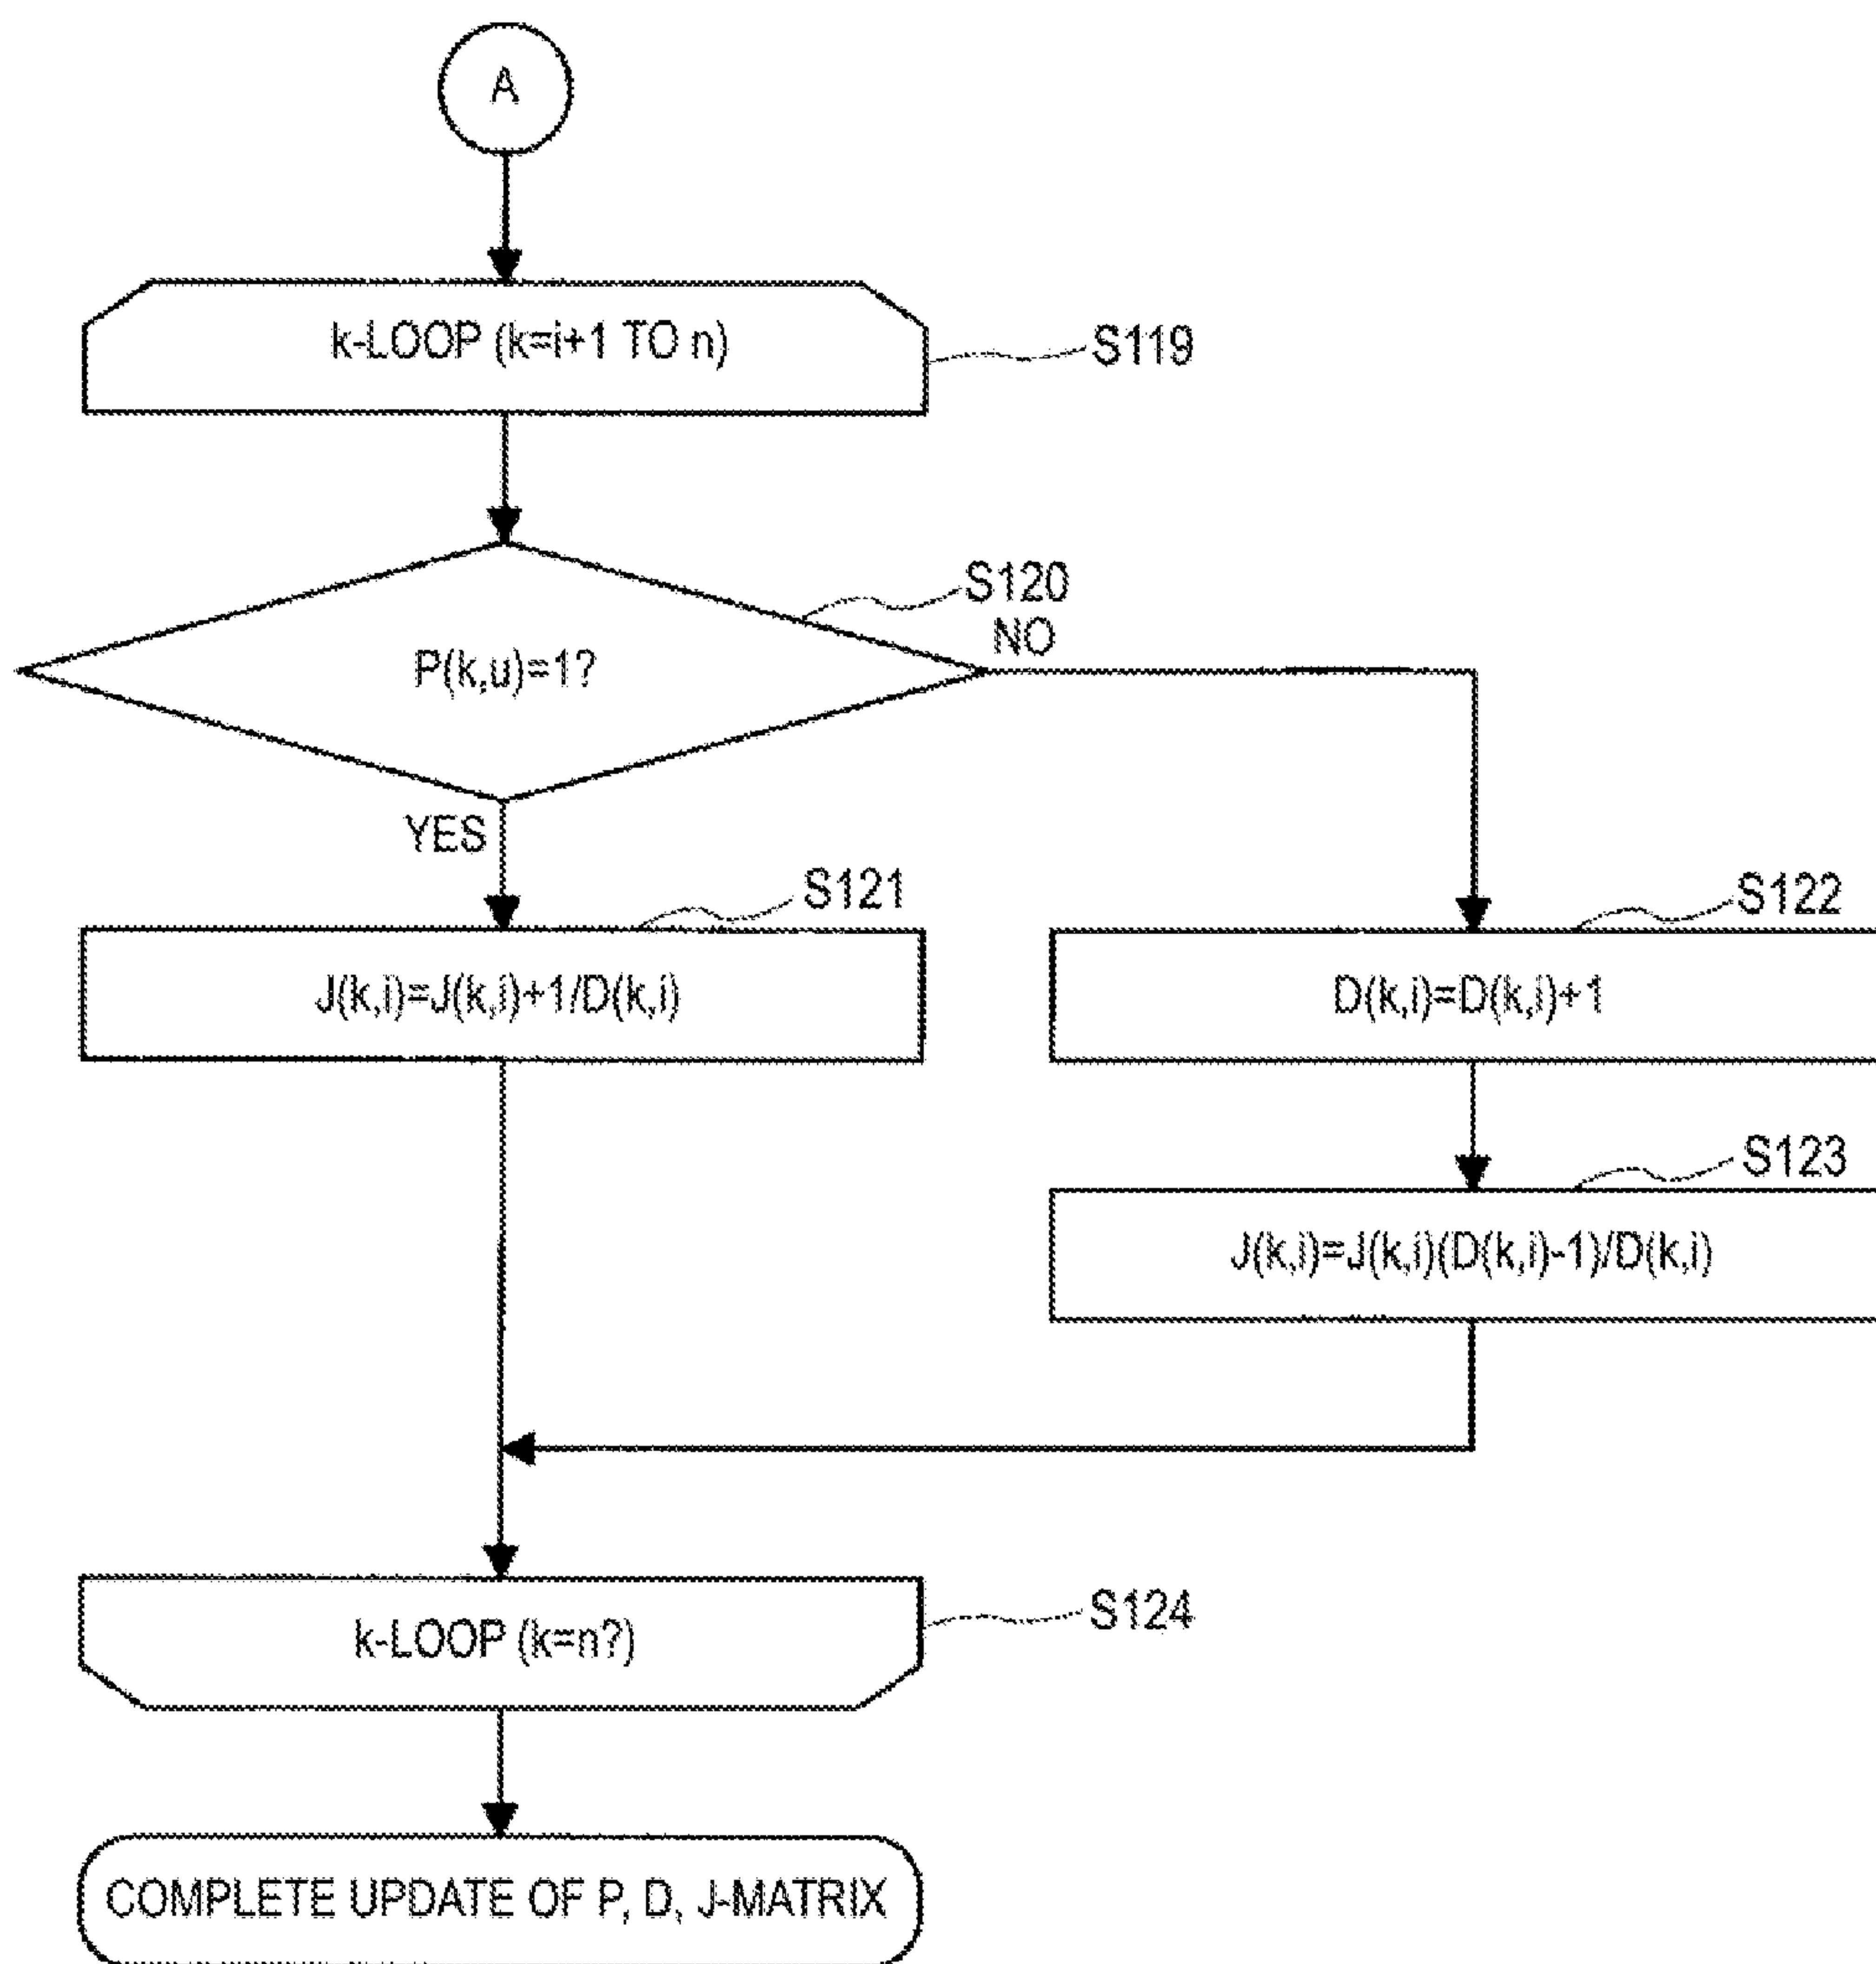 A
k-LOOP (k=i+1 TO n)
S119
S120
NO
P(k,u)=1?
YES
S121
J(k,i)=J(k,i)+1/D(k,i)
S122
D(k,i)=D(k,i)+1
S123
J(k,i)=J(k,i)(D(k,i)-1)/D(k,i)
k-LOOP (k=n?)
S124
COMPLETE UPDATE OF P, D, J-MATRIX